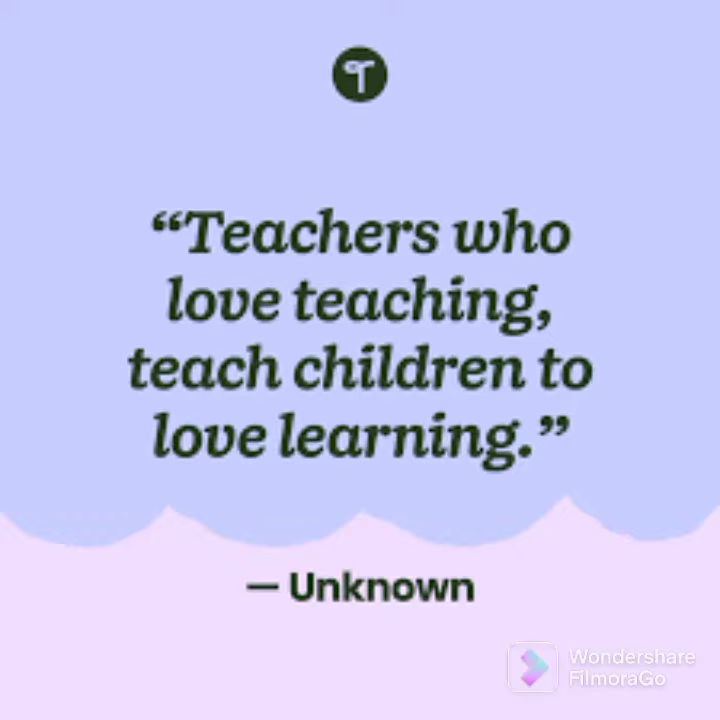 “Teachers who
love teaching,
teach children to
love learning.”
— Unknown
Wondershare
FilmoraGo